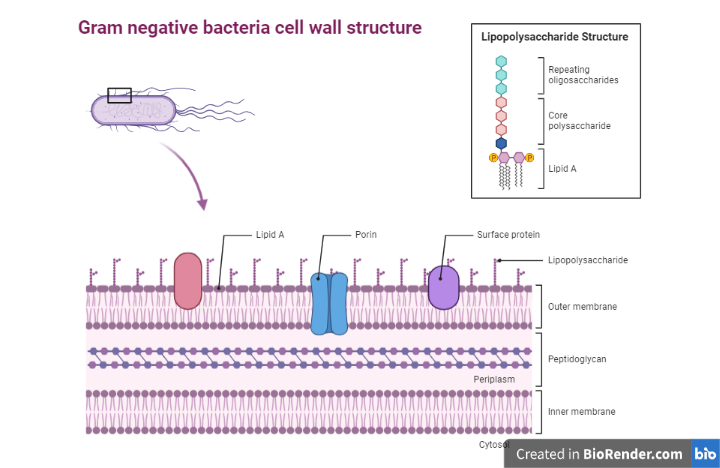 Gram negative bacteria cell wall structure
Lipopolysaccharide Structure
Repeating
oligosaccharides
Core
polysaccharide
P
P
Lipid A
Lipid A
Porin
Surface protein
Lipopolysaccharide
Outer membrane
Peptidoglycan
Periplasm
Inner membrane
Cytosol
Created in BioRender.com
bio